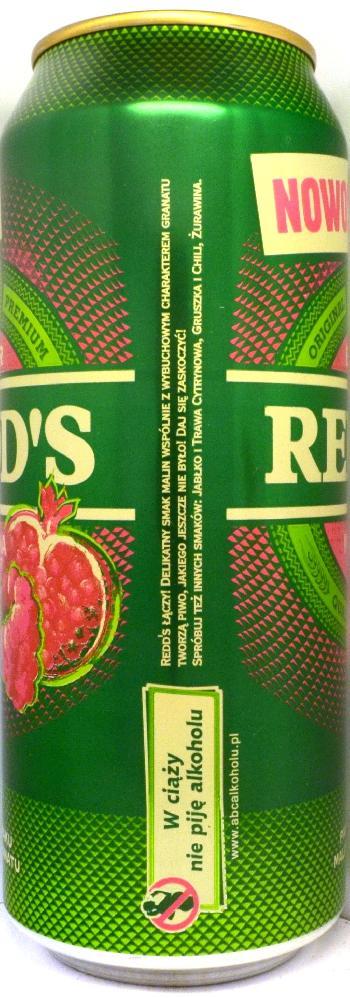 NOWO
PREMIUM
ORIGINAL
D'S
RE
REDD'S ŁĄCZY! DELIKATNY SMAK MALIN WSPÓLNIE Z WYBUCHOWYM CHARAKTEREM GRANATU
TWORZĄ PIWO, JAKIEGO JESZCZE NIE BYŁO! DAJ SIĘ ZASKOCZYĆ!
SPRÓBUJ TEŻ INNYCH SMAKÓW: JABŁKO I TRAWA CYTRYNOWA, GRUSZKA I CHILI, ŻURAWINA.
W ciąży
nie piję alkoholu
www.abcalkoholu.pl